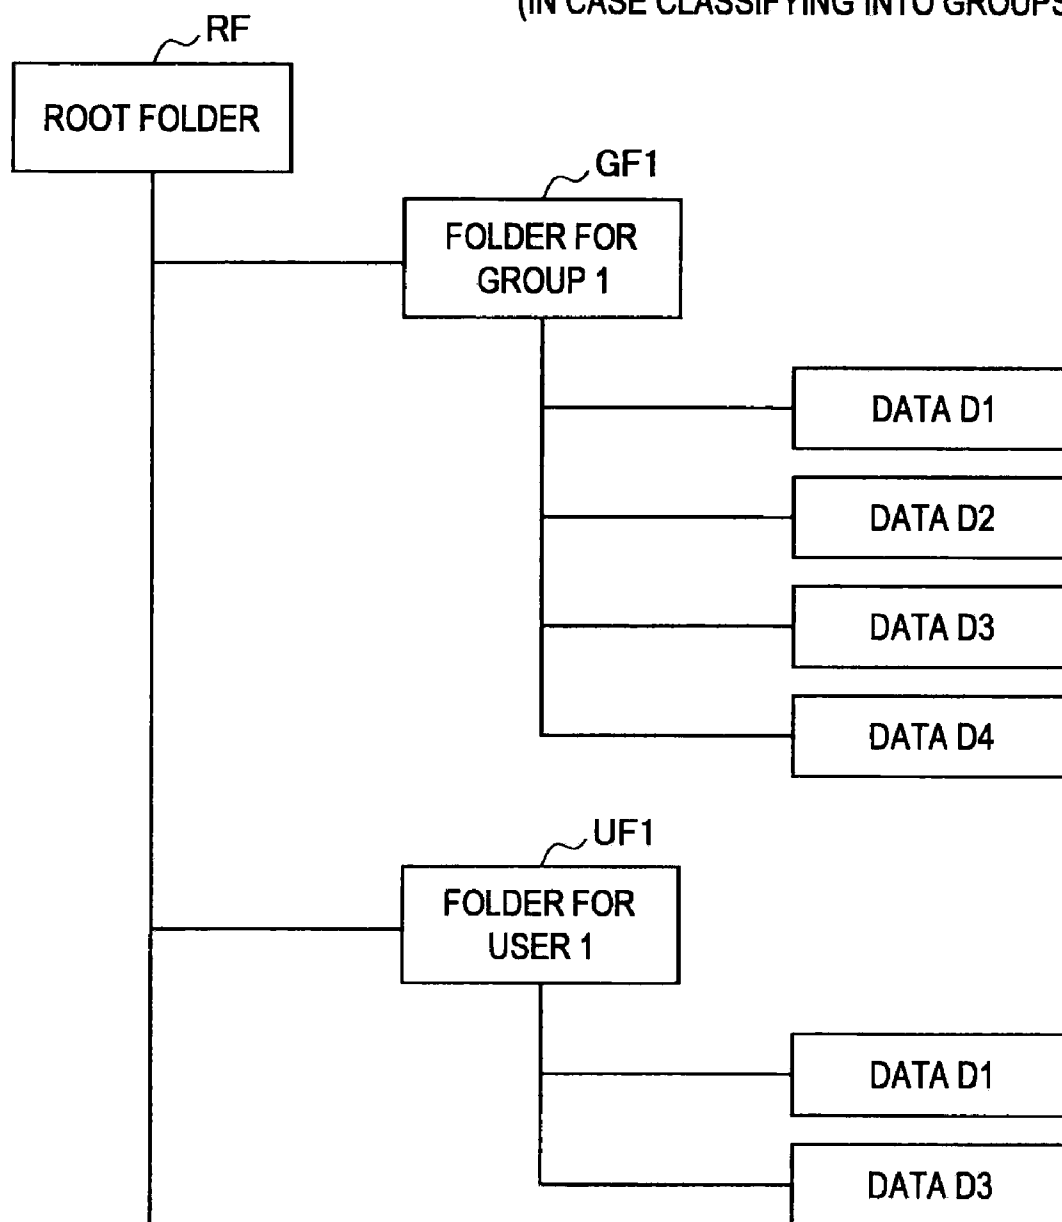 (IN CASE CLASSIFYING INTO GROUPS
RF
ROOT FOLDER
GF1
FOLDER FOR
GROUP 1
DATA D1
DATA D2
DATA D3
DATA D4
UF1
FOLDER FOR
USER 1
DATA D1
DATA D3